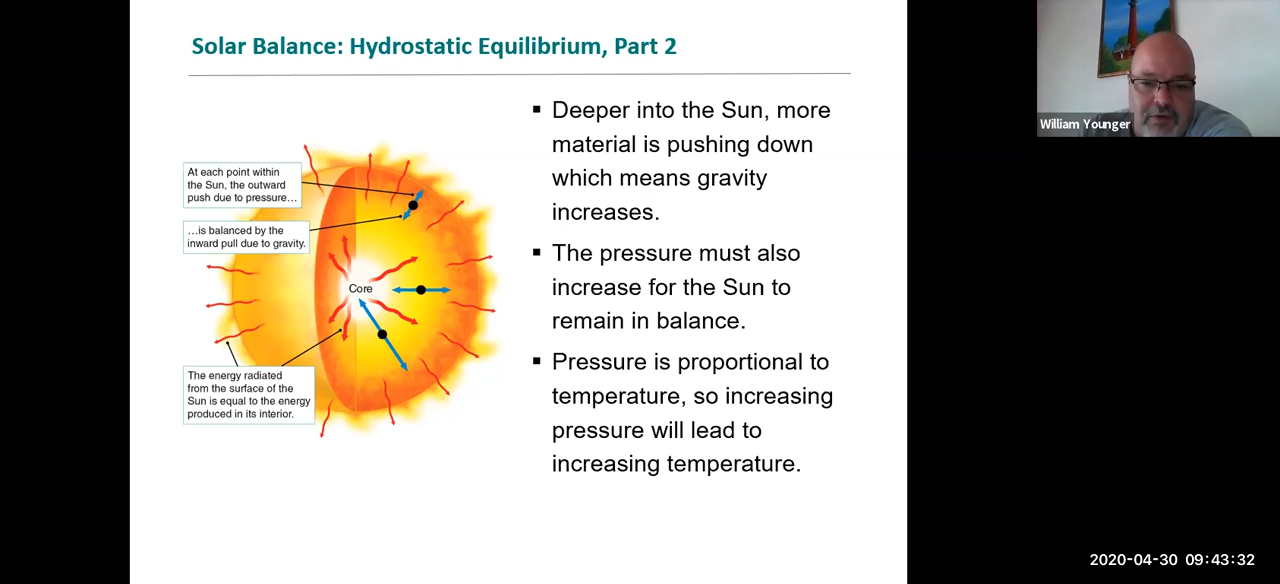 Solar Balance: Hydrostatic Equilibrium, Part 2
At each point within
the Sun, the outward
push due to pressure…
…is balanced by the
inward pull due to gravity.
Core
The energy radiated
from the surface of the
Sun is equal to the energy
produced in its interior.
▪ Deeper into the Sun, more
material is pushing down
which means gravity
increases.
▪ The pressure must also
increase for the Sun to
remain in balance.
▪ Pressure is proportional to
temperature, so increasing
pressure will lead to
increasing temperature.
William Younger
2020-04-30 09:43:32